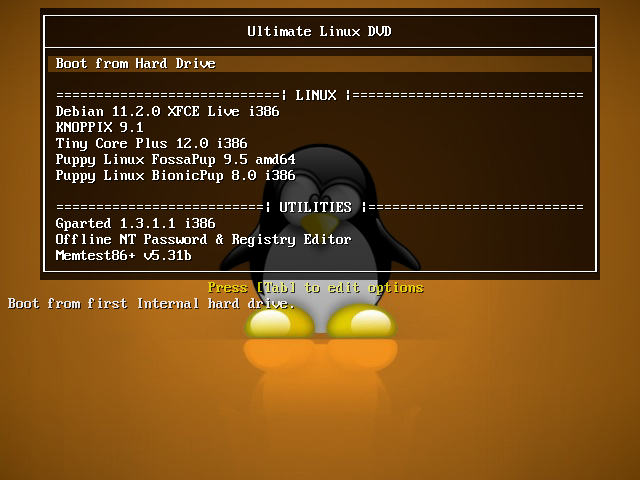 Ultimate Linux DVD
Boot from Hard Drive
============================¦ LINUX ¦=============================
Debian 11.2.0 XFCE Live i386
KNOPPIX 9.1
Tiny Core Plus 12.0 i386
Puppy Linux FossaPup 9.5 amd64
Puppy Linux BionicPup 8.0 i386
==========================¦ UTILITIES ¦===========================
Gparted 1.3.1.1 i386
Offline NT Password & Registry Editor
Memtest86+ v5.31b
Press [Tab] to edit options
Boot from first Internal hard drive.